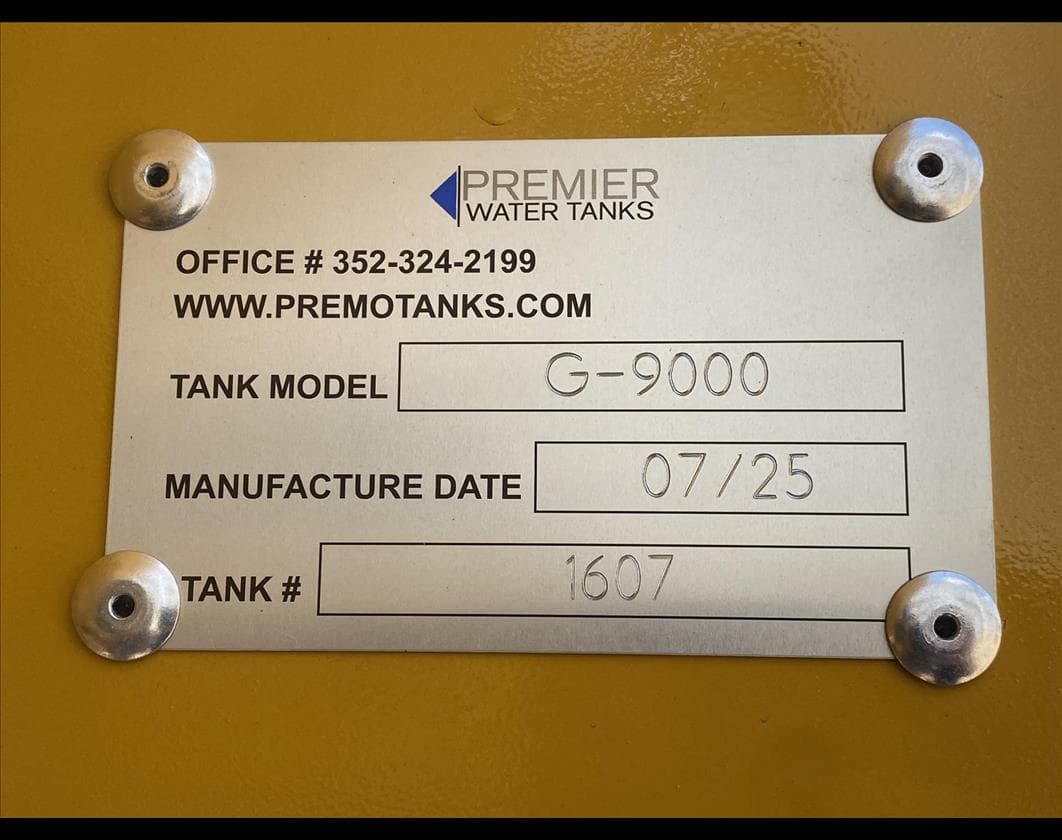 PREMIER
WATER TANKS
OFFICE # 352-324-2199
WWW.PREMOTANKS.COM
TANK MODEL G-9000
MANUFACTURE DATE 07/25
TANK # 1607